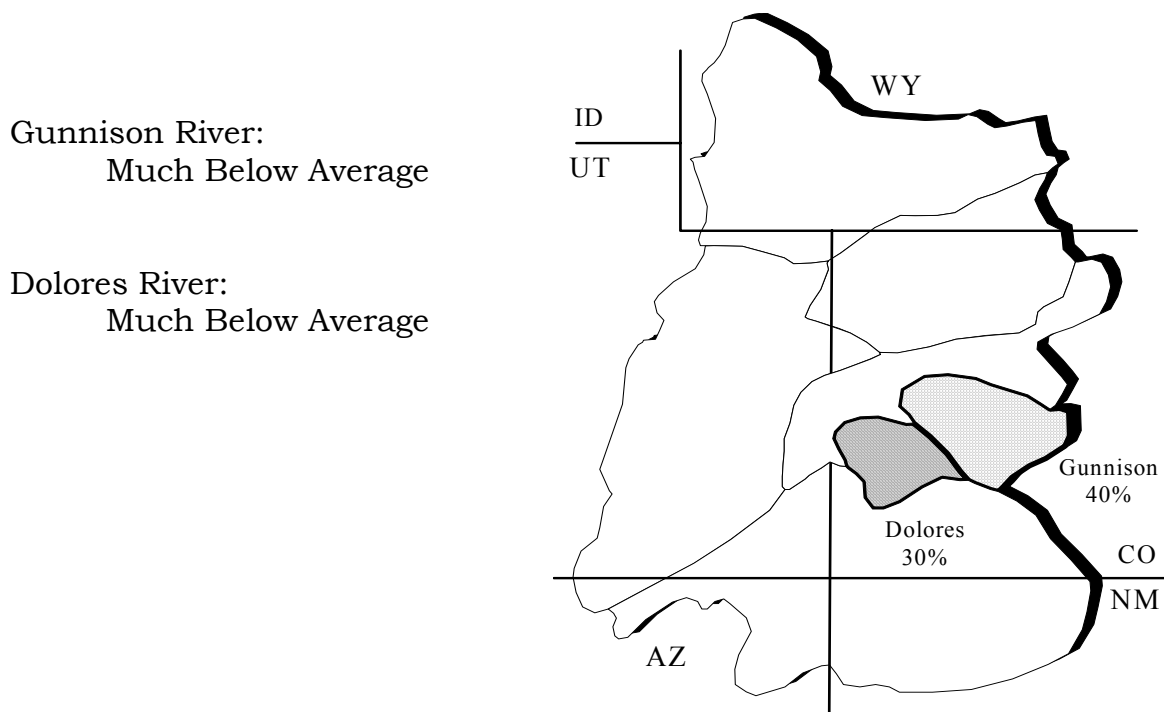 Gunnison River:
Much Below Average
Dolores River:
Much Below Average
WY
ID
UT
Gunnison
40%
Dolores
30%
CO
NM
AZ